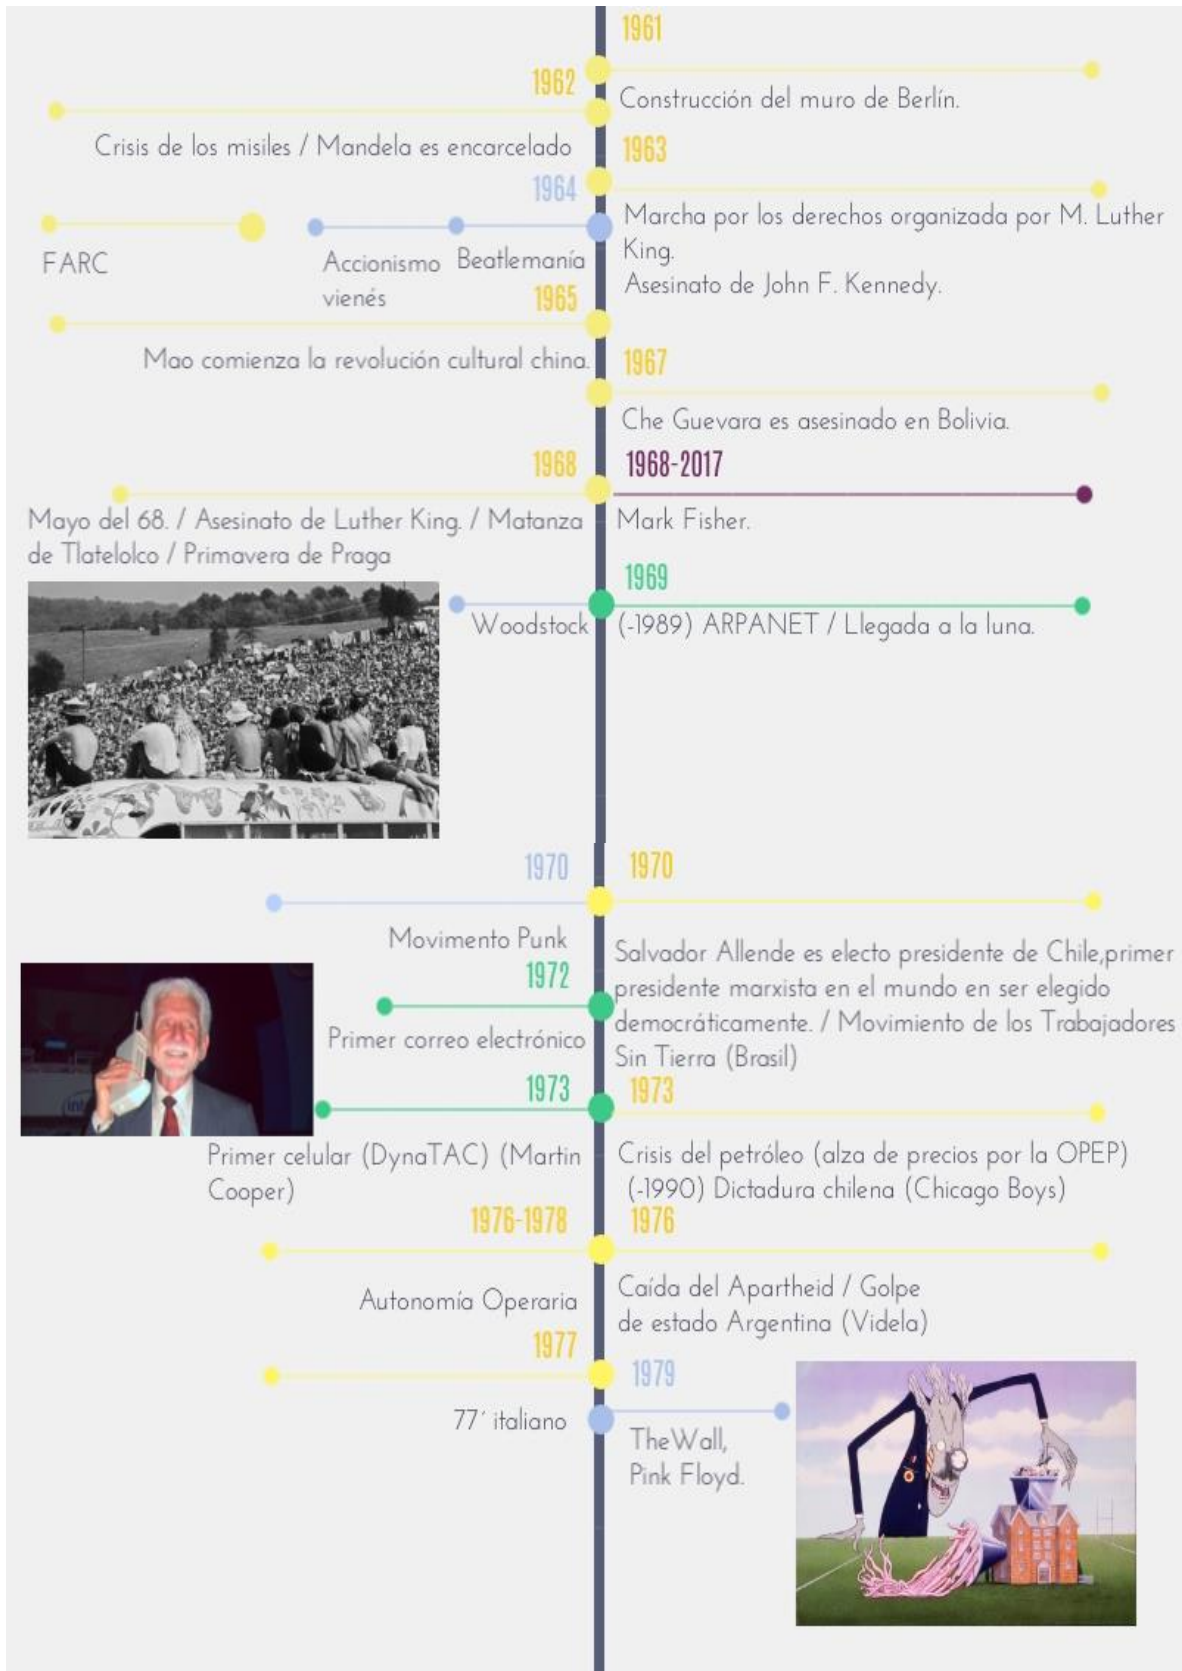 1961
Construcción del muro de Berlín.
1962
Crisis de los misiles / Mandela es encarcelado
1963
Marcha por los derechos organizada por M. Luther
King.
Asesinato de John F. Kennedy.
1964
FARC
Accionismo
vienés
Beatlemanía
1965
Mao comienza la revolución cultural china.
1967
Che Guevara es asesinado en Bolivia.
1968
Mayo del 68. / Asesinato de Luther King. / Matanza
de Tlatelolco / Primavera de Praga
1968-2017
Mark Fisher.
1969
Woodstock
(-1989) ARPANET / Llegada a la luna.
1970
Movimento Punk
1970
Salvador Allende es electo presidente de Chile,primer
presidente marxista en el mundo en ser elegido
democráticamente. / Movimiento de los Trabajadores
Sin Tierra (Brasil)
1972
Primer correo electrónico
1973
Primer celular (DynaTAC) (Martin
Cooper)
1973
Crisis del petróleo (alza de precios por la OPEP)
(-1990) Dictadura chilena (Chicago Boys)
1976-1978
Autonomía Operaria
1976
Caída del Apartheid / Golpe
de estado Argentina (Videla)
1977
77´ italiano
1979
TheWall,
Pink Floyd.